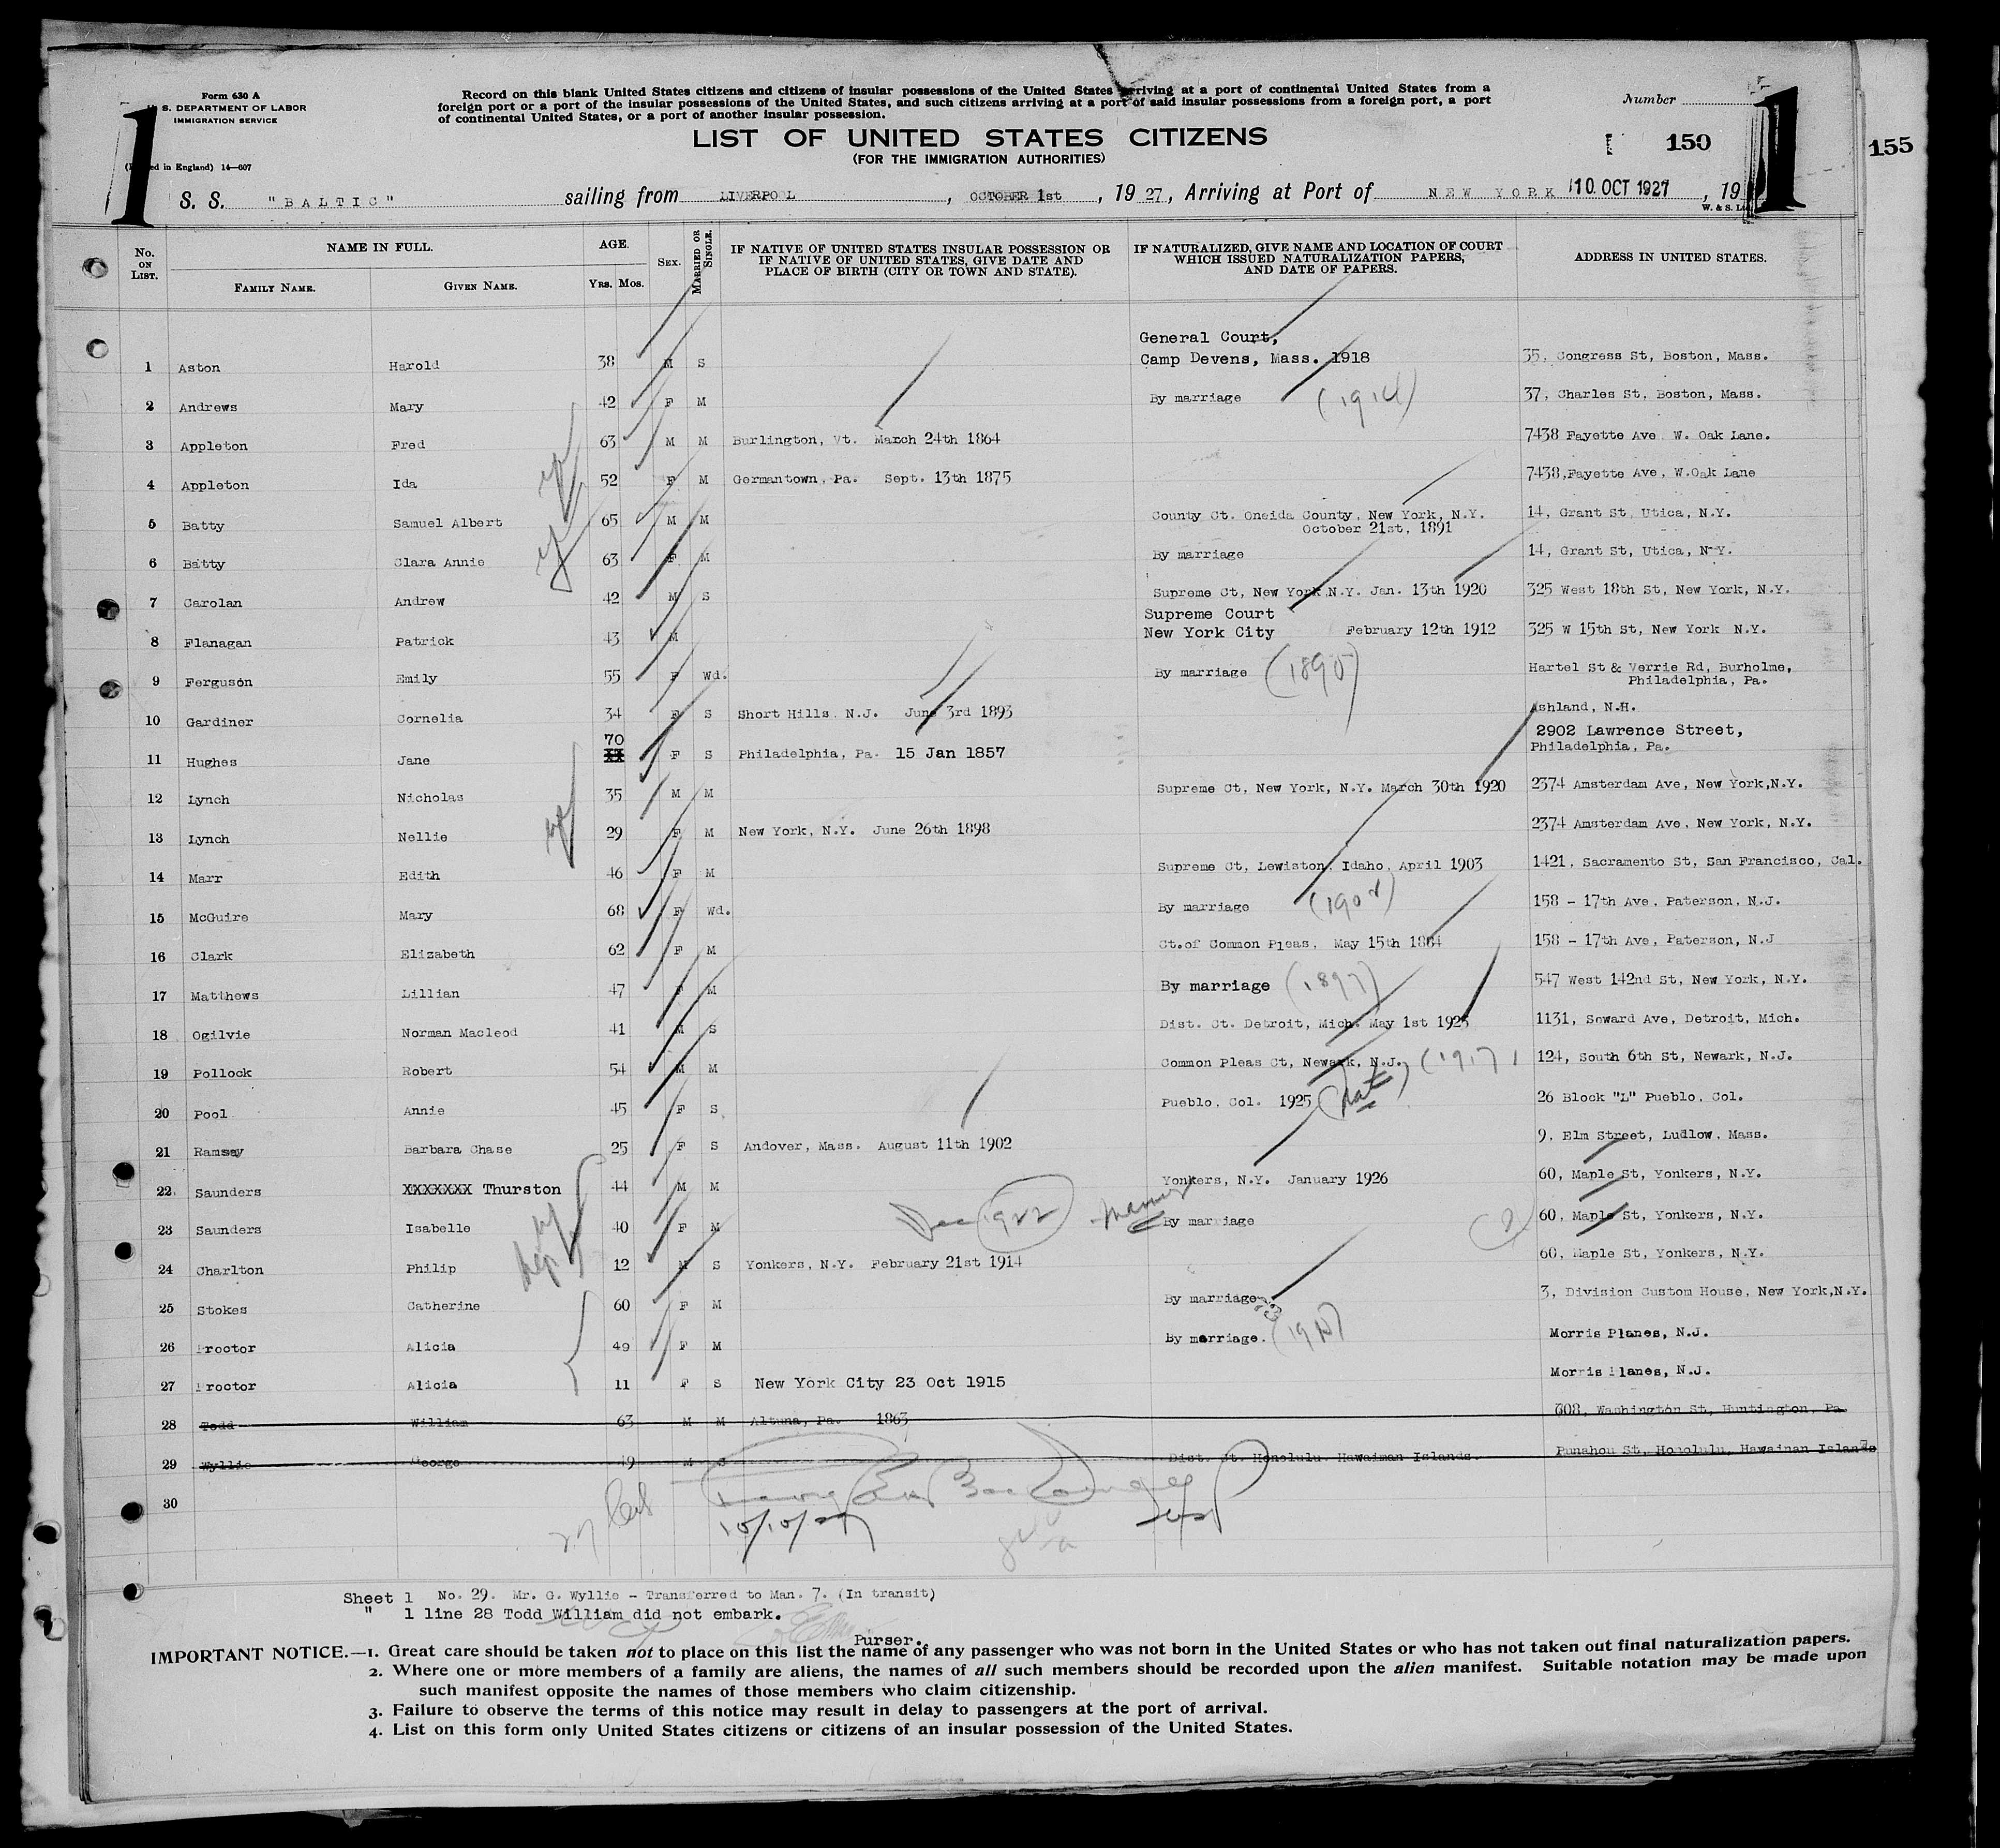 Form 630 A
S. DEPARTMENT OF LABOR
IMMIGRATION SERVICE
Record on this blank United States citizens and citizens of insular possessions of the United States arriving at a port of continental United States from a
foreign port or a port of the insular possessions of the United States, and such citizens arriving at a port of said insular possessions from a foreign port, a port
of continental United States, or a port of another insular possession.
Number
1 1
LIST OF UNITED STATES CITIZENS
(FOR THE IMMIGRATION AUTHORITIES)
150 155
in England) 14—607
S. S. "BALTIC" sailing from LIVERPOOL, OCTOBER 1st, 1927, Arriving at Port of NEW YORK 10 OCT 1927, 19
W. & S. Ld.
No. ON LIST. NAME IN FULL. FAMILY NAME. GIVEN NAME. AGE. YRS. MOS. SEX. MARRIED OR SINGLE. IF NATIVE OF UNITED STATES INSULAR POSSESSION OR IF NATIVE OF UNITED STATES, GIVE DATE AND PLACE OF BIRTH (CITY OR TOWN AND STATE). IF NATURALIZED, GIVE NAME AND LOCATION OF COURT WHICH ISSUED NATURALIZATION PAPERS, AND DATE OF PAPERS. ADDRESS IN UNITED STATES.
General Court,
1 Aston Harold 38 M S Camp Devens, Mass. 1918 35, Congress St, Boston, Mass.
2 Andrews Mary 42 F M By marriage (1914) 37, Charles St, Boston, Mass.
3 Appleton Fred 63 M M Burlington, Vt. March 24th 1864 7438 Fayette Ave W. Oak Lane.
4 Appleton Ida 52 F M Germantown, Pa. Sept. 13th 1875 7438, Fayette Ave, W.Oak Lane
5 Batty Samuel Albert 65 M M County Ct. Oneida County, New York, N.Y. 14, Grant St, Utica, N.Y.
October 21st, 1891
6 Batty Clara Annie 63 F M By marriage 14, Grant St, Utica, N.Y.
7 Carolan Andrew 42 M S Supreme Ct, New York N.Y. Jan. 13th 1920 325 West 18th St, New York, N.Y.
Supreme Court
8 Flanagan Patrick 43 M New York City February 12th 1912 325 W 15th St, New York N.Y.
9 Ferguson Emily 55 F Wd. By marriage (1890) Hartel St & Verrie Rd, Burholme,
Philadelphia, Pa.
10 Gardiner Cornelia 34 F S Short Hills, N.J. June 3rd 1893 Ashland, N.H.
70 2902 Lawrence Street,
11 Hughes Jane XX F S Philadelphia, Pa. 15 Jan 1857 Philadelphia, Pa.
12 Lynch Nicholas 35 M M Supreme Ct, New York, N.Y. March 30th 1920 2374 Amsterdam Ave, New York,N.Y.
13 Lynch Nellie 29 F M New York, N.Y. June 26th 1898 2374 Amsterdam Ave, New York, N.Y.
14 Marr Edith 46 F M Supreme Ct, Lewiston, Idaho, April 1903 1421, Sacramento St, San Francisco, Cal.
15 McGuire Mary 68 F Wd. By marriage 158 - 17th Ave, Paterson, N.J.
16 Clark Elizabeth 62 F M Ct.of Common Pleas, May 15th 1884 158 - 17th Ave, Paterson, N.J
17 Matthews Lillian 47 F M By marriage (1897) 547 West 142nd St, New York, N.Y.
18 Ogilvie Norman Macleod 41 M S Dist. Ct. Detroit, Mich. May 1st 1925 1131, Seward Ave, Detroit, Mich.
19 Pollock Robert 54 M M Common Pleas Ct, Newark, N.J. (1917) 124, South 6th St, Newark, N.J.
20 Pool Annie 45 F S Pueblo, Col. 1925 (Nat) 26 Block "L" Pueblo, Col.
21 Ramsay Barbara Chase 25 F S Andover, Mass. August 11th 1902 9, Elm Street, Ludlow, Mass.
22 Saunders XXXXXXX Thurston 44 M M Yonkers, N.Y. January 1926 60, Maple St, Yonkers, N.Y.
23 Saunders Isabelle 40 F M Dec 1922 By marriage 60, Maple St, Yonkers, N.Y.
24 Charlton Philip 12 M S Yonkers, N.Y. February 21st 1914 60, Maple St, Yonkers, N.Y.
25 Stokes Catherine 60 F M By marriage 3, Division Custom House, New York,N.Y.
26 Proctor Alicia 49 F M By marriage. Morris Planes, N.J.
27 Proctor Alicia 11 F S New York City 23 Oct 1915 Morris Planes, N.J.
28 Todd William 63 M M Altuna, Pa. 1863 608, Washington St, Huntington, Pa
29 Wyllie George 49 M S Dist. Ct. Honolulu Hawaiman Islands. Punahou St, Honolulu, Hawainan Islands
30
10/10/27
Sheet 1 No. 29. Mr. G. Wyllie - Transferred to Man. 7. (In transit)
" 1 line 28 Todd William did not embark.
Purser.
IMPORTANT NOTICE.—1. Great care should be taken not to place on this list the name of any passenger who was not born in the United States or who has not taken out final naturalization papers.
2. Where one or more members of a family are aliens, the names of all such members should be recorded upon the alien manifest. Suitable notation may be made upon
such manifest opposite the names of those members who claim citizenship.
3. Failure to observe the terms of this notice may result in delay to passengers at the port of arrival.
4. List on this form only United States citizens or citizens of an insular possession of the United States.